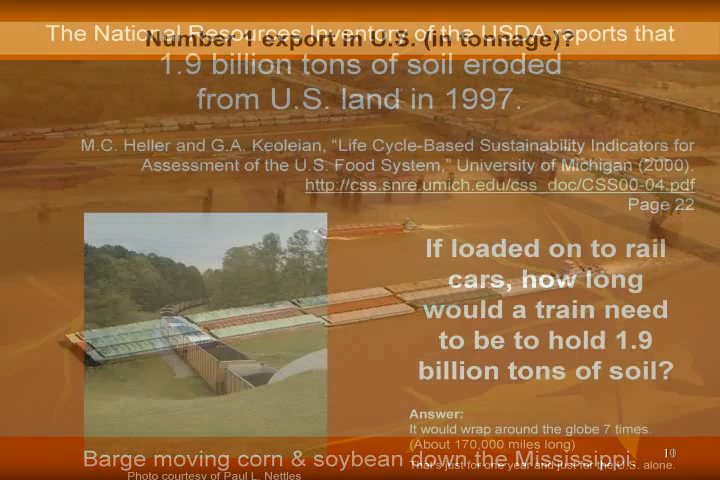 The National Resources Inventory of the USDA reports that
Number 1 export in U.S. (in tonnage)?
1.9 billion tons of soil eroded
from U.S. land in 1997.
M.C. Heller and G.A. Keoleian, “Life Cycle-Based Sustainability Indicators for
Assessment of the U.S. Food System,” University of Michigan (2000).
http://css.snre.umich.edu/css_doc/CSS00-04.pdf
Page 22
If loaded on to rail
cars, how long
would a train need
to be to hold 1.9
billion tons of soil?
Answer:
It would wrap around the globe 7 times.
(About 170,000 miles long)
That's just for one year and just for the U.S. alone.
10
Barge moving corn & soybean down the Mississippi
Photo courtesy of Paul L. Nettles